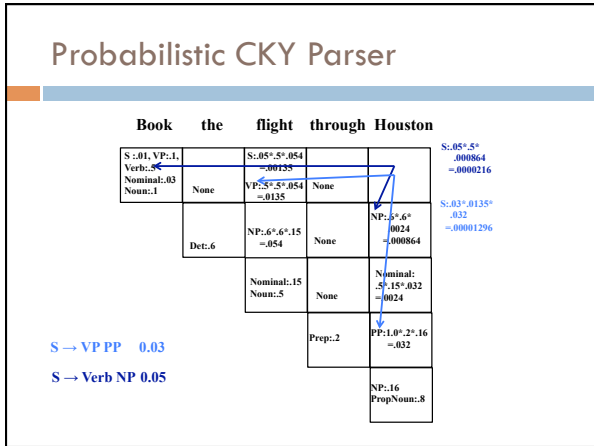 Probabilistic CKY Parser
Book the flight through Houston
S :.01, VP:.1,
Verb:.5
Nominal:.03
Noun:.1
None
S:.05*.5*.054
=.00135
VP:.5*.5*.054
=.0135
None
S:.05*.5*
.000864
=.0000216
S:.03*.0135*
.032
=.00001296
Det:.6
NP:.6*.6*.15
=.054
None
NP:.6*.6*
.0024
=.000864
Nominal:.15
Noun:.5
None
Nominal:
.5*.15*.032
=.0024
Prep:.2
PP:1.0*.2*.16
=.032
NP:.16
PropNoun:.8
S → VP PP 0.03
S → Verb NP 0.05